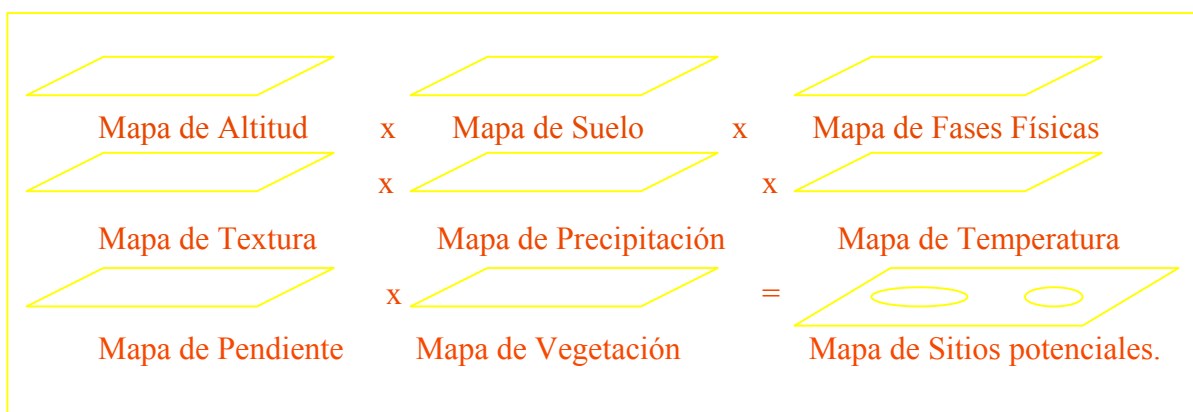 Mapa de Altitud x Mapa de Suelo x Mapa de Fases Físicas
x x
Mapa de Textura Mapa de Precipitación Mapa de Temperatura
x =
Mapa de Pendiente Mapa de Vegetación Mapa de Sitios potenciales.